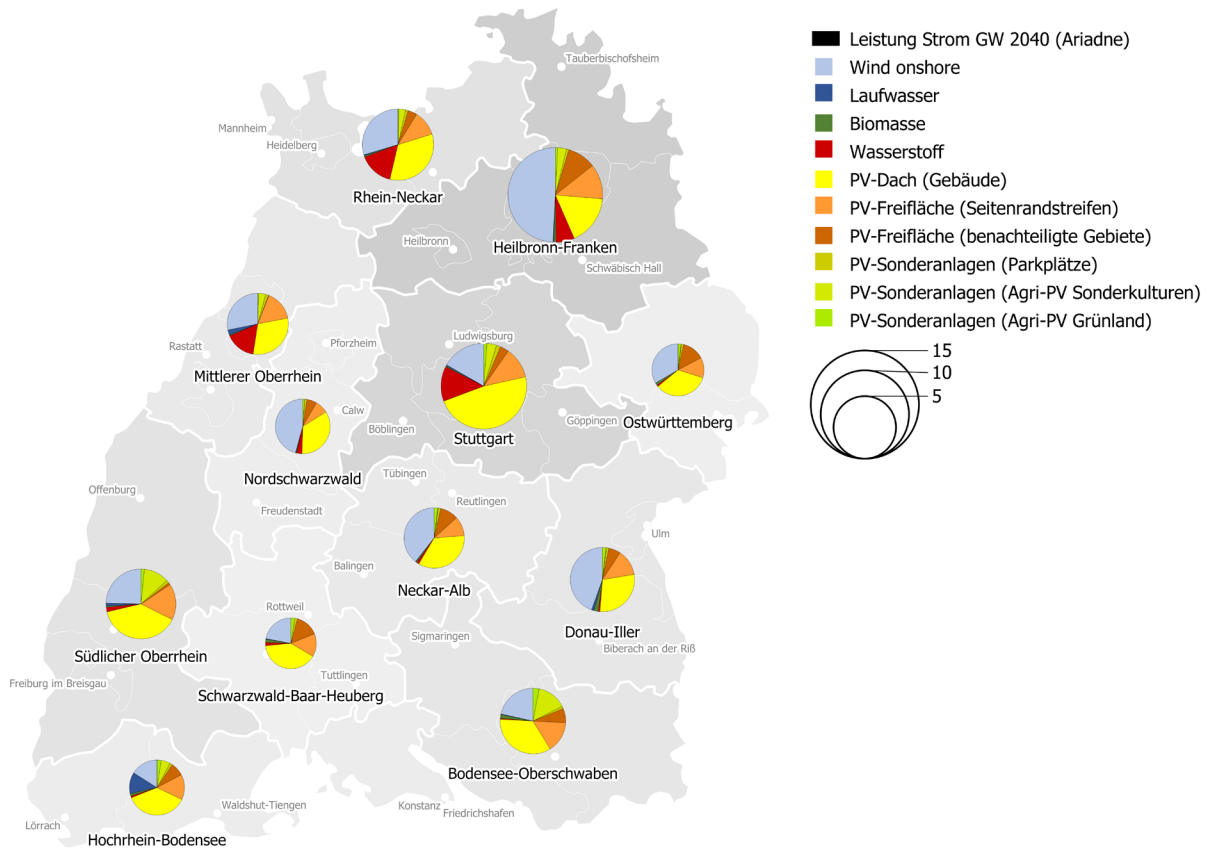 Leistung Strom GW 2040 (Ariadne)
Wind onshore
Laufwasser
Biomasse
Wasserstoff
PV-Dach (Gebäude)
PV-Freifläche (Seitenrandstreifen)
PV-Freifläche (benachteiligte Gebiete)
PV-Sonderanlagen (Parkplätze)
PV-Sonderanlagen (Agri-PV Sonderkulturen)
PV-Sonderanlagen (Agri-PV Grünland)
15
10
5
Tauberbischofsheim
Mannheim
Heidelberg
Rhein-Neckar
Heilbronn
Heilbronn-Franken
Schwäbisch Hall
Rastatt
Pforzheim
Ludwigsburg
Mittlerer Oberrhein
Calw
Böblingen
Stuttgart
Göppingen
Ostwürttemberg
Nordschwarzwald
Tübingen
Offenburg
Freudenstadt
Reutlingen
Ulm
Balingen
Neckar-Alb
Rottweil
Sigmaringen
Donau-Iller
Biberach an der Riß
Südlicher Oberrhein
Tuttlingen
Freiburg im Breisgau
Schwarzwald-Baar-Heuberg
Bodensee-Oberschwaben
Waldshut-Tiengen
Konstanz
Friedrichshafen
Lörrach
Hochrhein-Bodensee